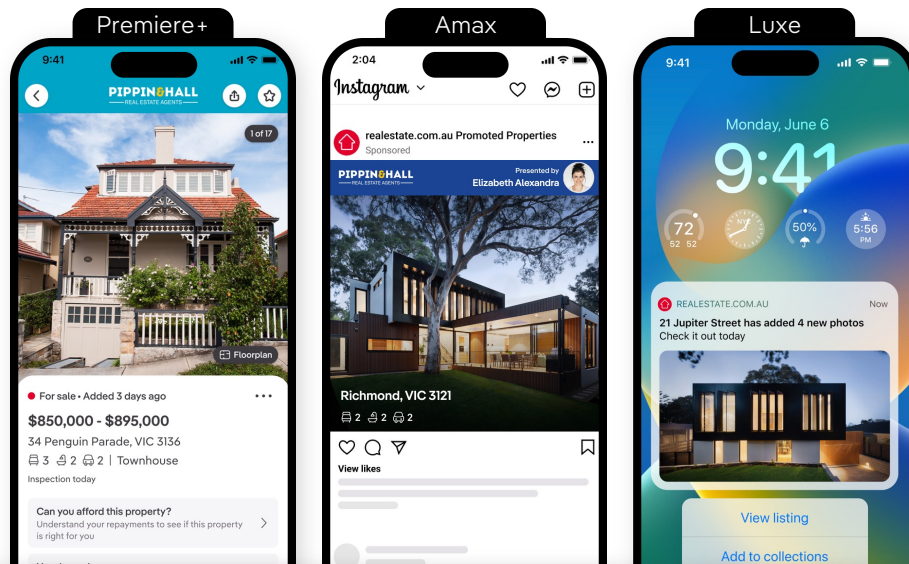 Premiere+
9:41
PIPPIN&HALL
REAL ESTATE AGENTS
1 of 17
Floorplan
For sale • Added 3 days ago
$850,000 - $895,000
34 Penguin Parade, VIC 3136
3 2 2 | Townhouse
Inspection today
Can you afford this property?
Understand your repayments to see if this property
is right for you
Amax
2:04
Instagram
realestate.com.au Promoted Properties
Sponsored
PIPPIN&HALL
REAL ESTATE AGENTS
Presented by
Elizabeth Alexandra
Richmond, VIC 3121
2 2 2
View likes
Luxe
9:41
Monday, June 6
9:41
72
52 52
NYC
50%
5:56
PM
REALESTATE.COM.AU
Now
21 Jupiter Street has added 4 new photos
Check it out today
View listing
Add to collections